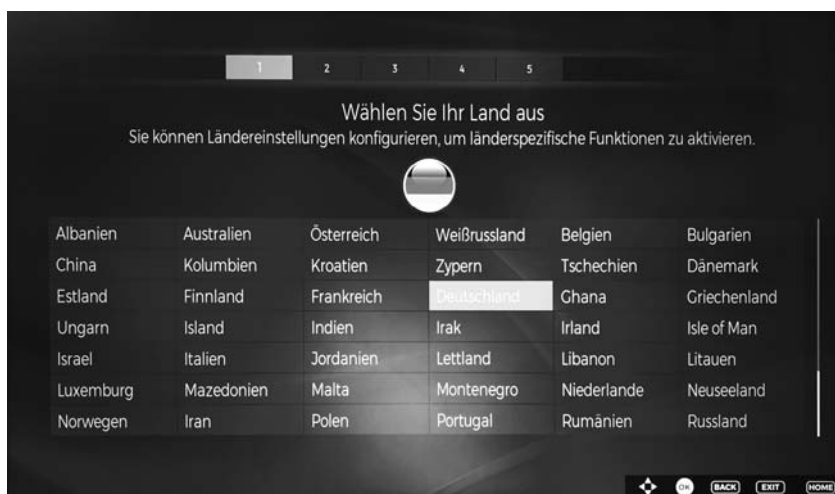 1 2 3 4 5
Wählen Sie Ihr Land aus
Sie können Ländereinstellungen konfigurieren, um länderspezifische Funktionen zu aktivieren.
Albanien Australien Österreich Weißrussland Belgien Bulgarien
China Kolumbien Kroatien Zypern Tschechien Dänemark
Estland Finnland Frankreich Deutschland Ghana Griechenland
Ungarn Island Indien Irak Irland Isle of Man
Israel Italien Jordanien Lettland Libanon Litauen
Luxemburg Mazedonien Malta Montenegro Niederlande Neuseeland
Norwegen Iran Polen Portugal Rumänien Russland
OK BACK EXIT HOME